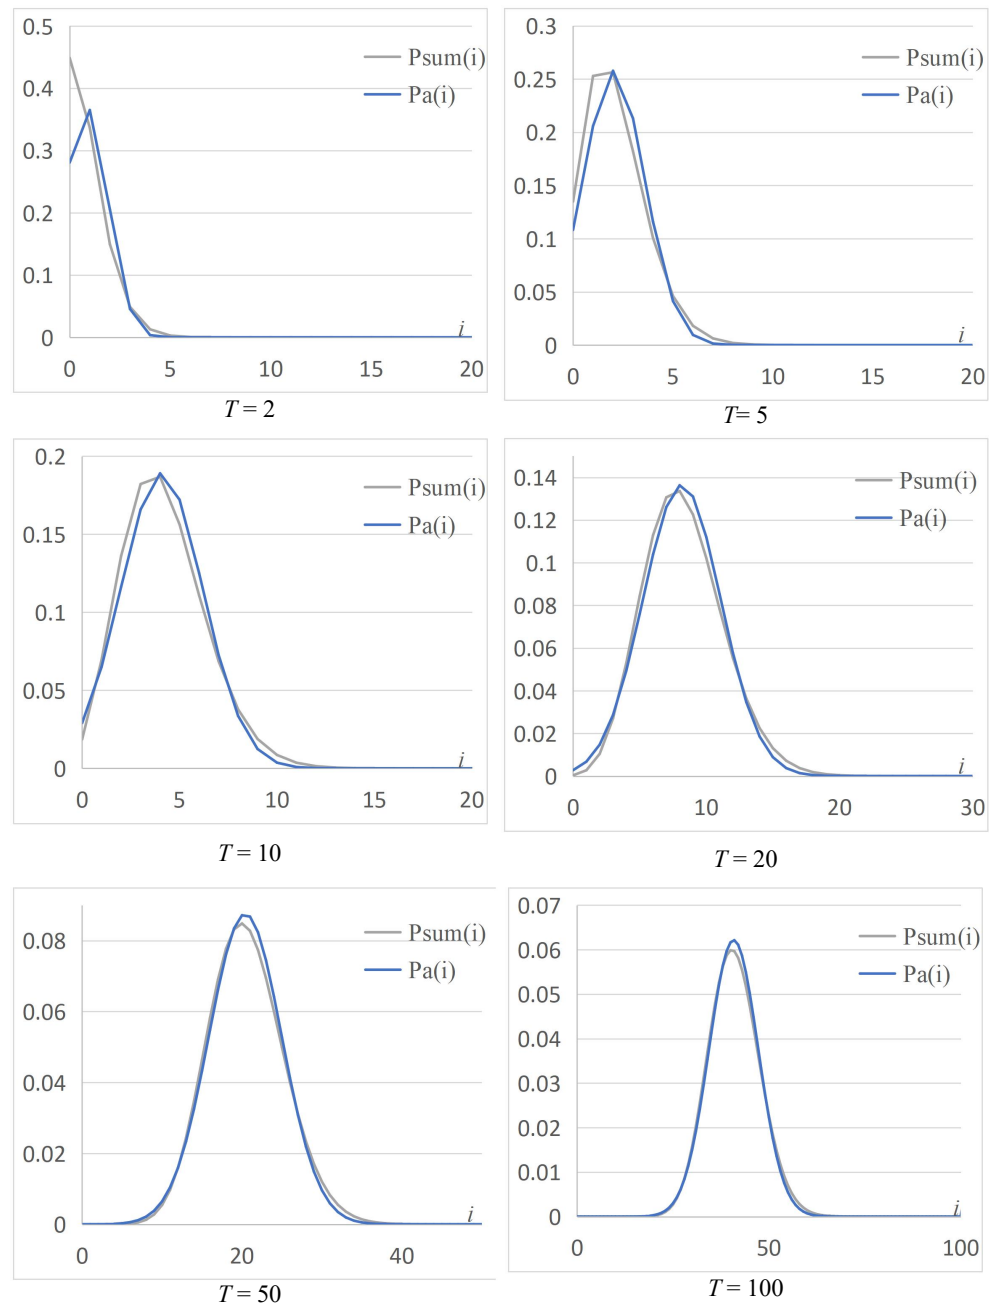 0.5
0.4
0.3
0.2
0.1
0
0 5 10 15 20
Psum(i)
Pa(i)
i
T = 2
0.3
0.25
0.2
0.15
0.1
0.05
0
0 5 10 15 20
Psum(i)
Pa(i)
i
T= 5
0.2
0.15
0.1
0.05
0
0 5 10 15 20
Psum(i)
Pa(i)
i
T = 10
0.14
0.12
0.1
0.08
0.06
0.04
0.02
0
0 10 20 30
Psum(i)
Pa(i)
i
T = 20
0.08
0.06
0.04
0.02
0
0 20 40
Psum(i)
Pa(i)
i
T = 50
0.07
0.06
0.05
0.04
0.03
0.02
0.01
0
0 50 100
Psum(i)
Pa(i)
i
T = 100